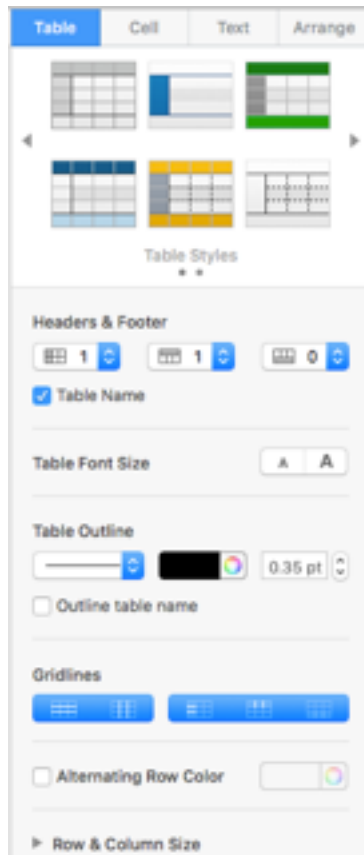 Table Cell Text Arrange
Table Styles
Headers & Footer
1 1 0
Table Name
Table Font Size A A
Table Outline
0.35 pt
Outline table name
Gridlines
Alternating Row Color
Row & Column Size